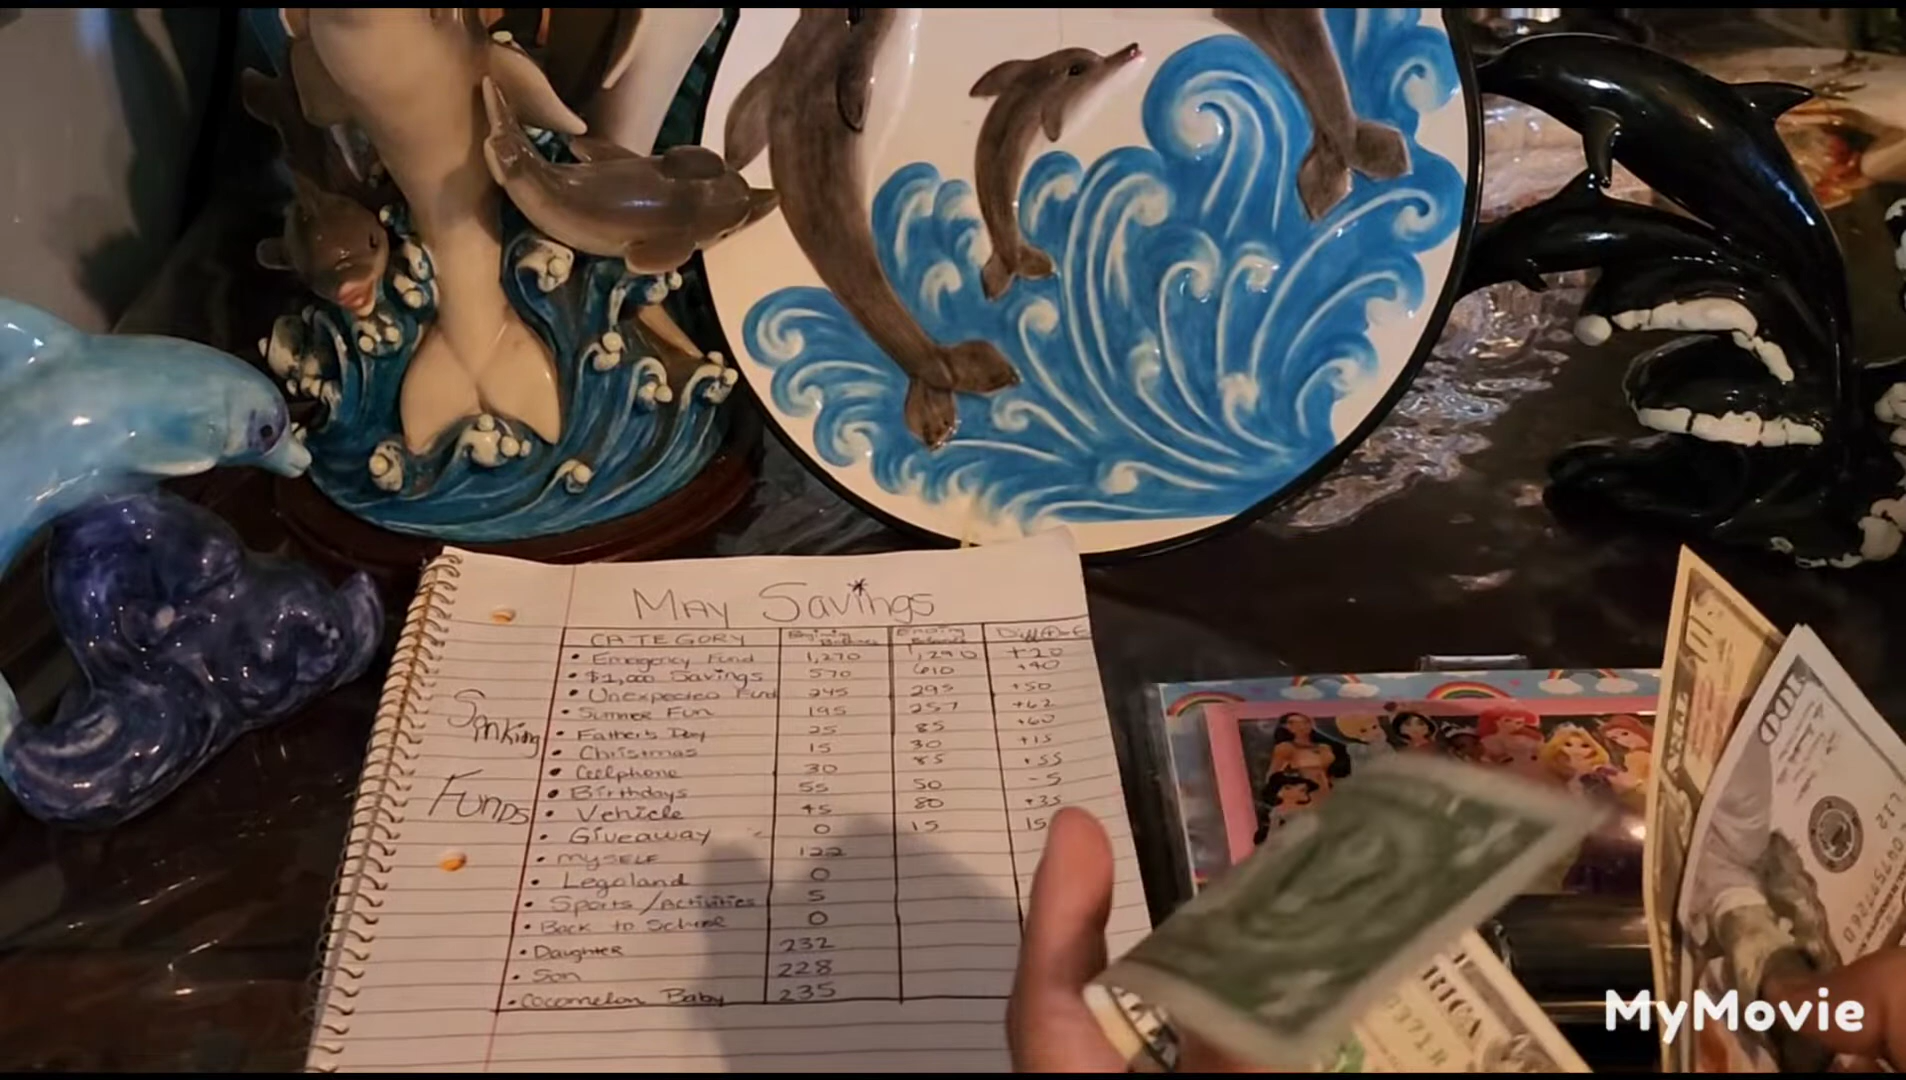 MAY Savings
CATEGORY Ending
• Emergency Fund 1,270 1,290 +20
• $1,000 Savings 570 610 +40
• Unexpected Fund 245 295 +50
• Summer Fun 195 257 +62
• Father's Day 25 85 +60
• Christmas 15 30 +15
• Cellphone 30 85 +55
• Birthdays 55 50 -5
• Vehicle 45 80 +35
• Giveaway 0 15 15
• MYSELF 122
• Legoland 0
• Sports/Activities 5
• Back to School 0
• Daughter 232
• Son 228
• Cocomelon Baby 235
Sinking
Funds
100
MyMovie